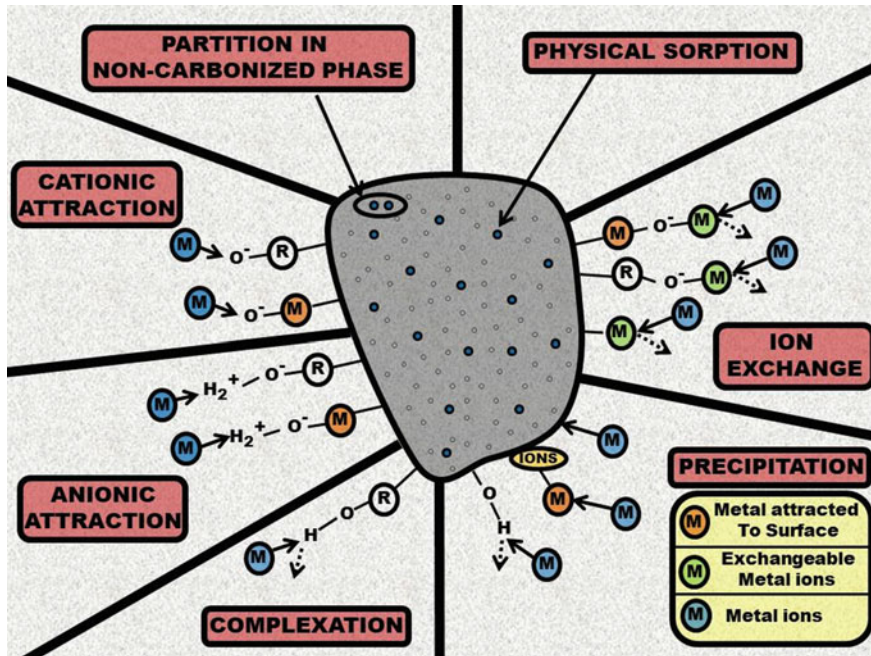 PARTITION IN
NON-CARBONIZED PHASE
PHYSICAL SORPTION
CATIONIC
ATTRACTION
M O⁻ R
M O⁻ M
M O⁻ M M
R O⁻ M M
M M
ION
EXCHANGE
M H₂⁺ O⁻ R
M H₂⁺ O⁻ M
ANIONIC
ATTRACTION
M H O R
COMPLEXATION
O
H
M
M
IONS
M M
PRECIPITATION
M Metal attracted
To Surface
M Exchangeable
Metal ions
M Metal ions